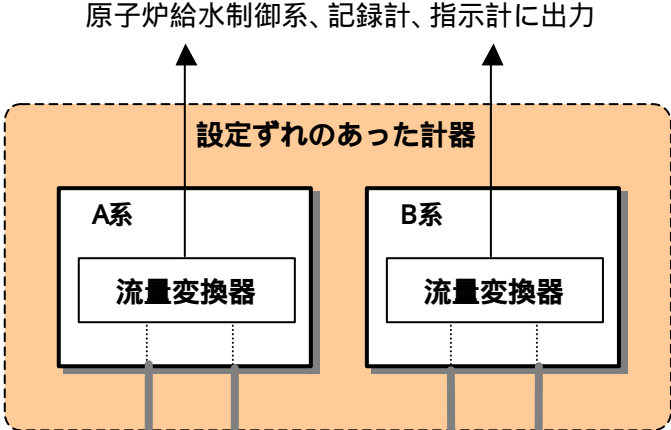 原子炉給水制御系、記録計、指示計に出力
設定ずれのあった計器
A系
B系
流量変換器
流量変換器